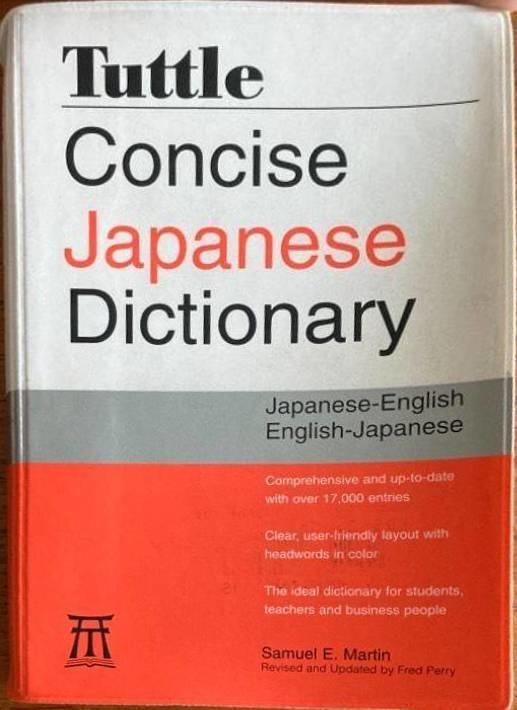 Tuttle
Concise
Japanese
Dictionary
Japanese-English
English-Japanese
Comprehensive and up-to-date
with over 17,000 entries
Clear, user-friendly layout with
headwords in color
The ideal dictionary for students,
teachers and business people
Samuel E. Martin
Revised and Updated by Fred Perry